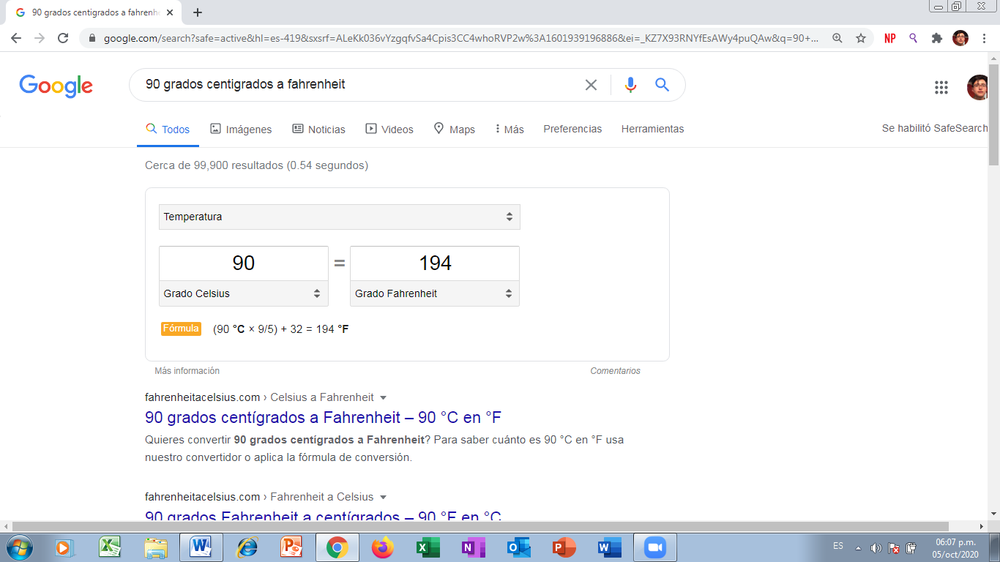 90 grados centigrados a fahrenhe
google.com/search?safe=active&hl=es-419&sxsrf=ALeKk036vYzgqfvSa4Cpis3CC4whoRVP2w%3A1601939196886&ei=_KZ7X93RNYfEsAWy4puQAw&q=90+...
NP
Google
90 grados centigrados a fahrenheit
Todos
Imágenes
Noticias
Videos
Maps
Más
Preferencias
Herramientas
Se habilitó SafeSearch
Cerca de 99,900 resultados (0.54 segundos)
Temperatura
90 = 194
Grado Celsius
Grado Fahrenheit
Fórmula (90 °C × 9/5) + 32 = 194 °F
Más información
Comentarios
fahrenheitacelsius.com › Celsius a Fahrenheit
90 grados centígrados a Fahrenheit – 90 °C en °F
Quieres convertir 90 grados centígrados a Fahrenheit? Para saber cuánto es 90 °C en °F usa
nuestro convertidor o aplica la fórmula de conversión.
fahrenheitacelsius.com › Fahrenheit a Celsius
90 grados Fahrenheit a centígrados – 90 °F en °C
ES
06:07 p.m.
05/oct/2020